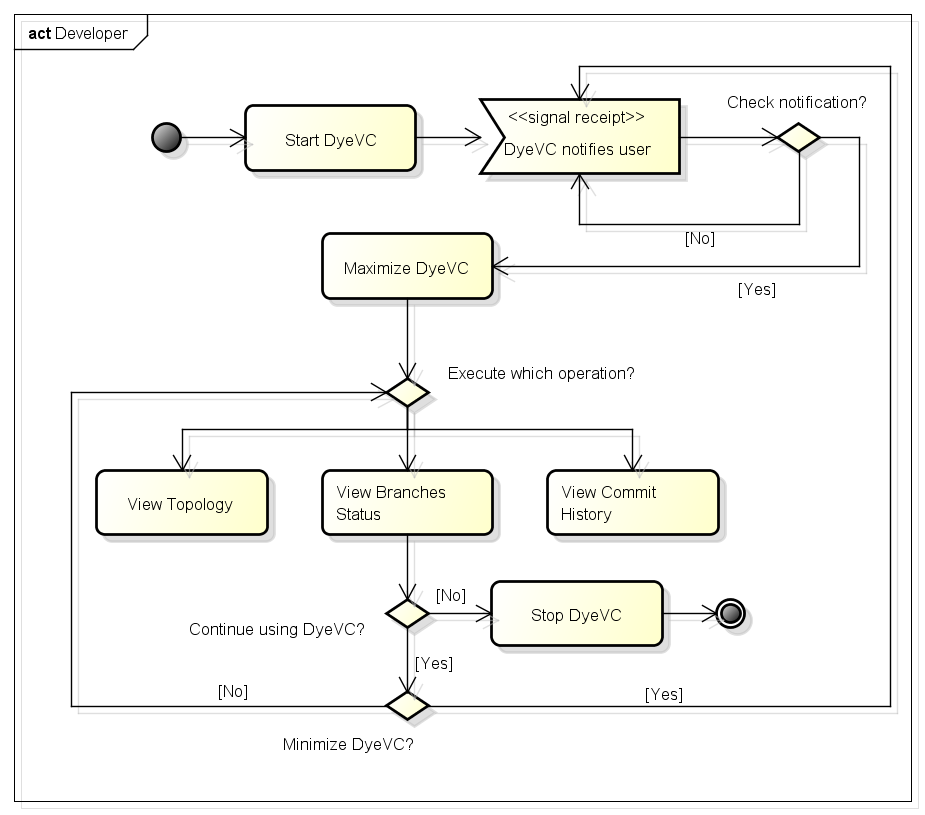 act Developer
Check notification?
<<signal receipt>>
Start DyeVC
DyeVC notifies user
[No]
Maximize DyeVC
[Yes]
Execute which operation?
View Topology
View Branches
Status
View Commit
History
[No]
Stop DyeVC
Continue using DyeVC?
[Yes]
[No]
[Yes]
Minimize DyeVC?